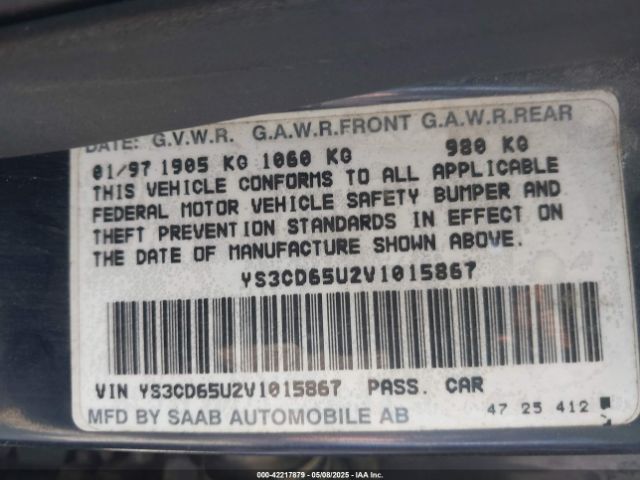 DATE: G.V.W.R. G.A.W.R.FRONT G.A.W.R.REAR
01/97 1905 KG 1060 KG 980 KG
THIS VEHICLE CONFORMS TO ALL APPLICABLE
FEDERAL MOTOR VEHICLE SAFETY BUMPER AND
THEFT PREVENTION STANDARDS IN EFFECT ON
THE DATE OF MANUFACTURE SHOWN ABOVE.
YS3CD65U2V1015867
VIN YS3CD65U2V1015867 PASS. CAR
MFD BY SAAB AUTOMOBILE AB 47 25 412
000-42217879 | 05/08/2025 - IAA Inc.